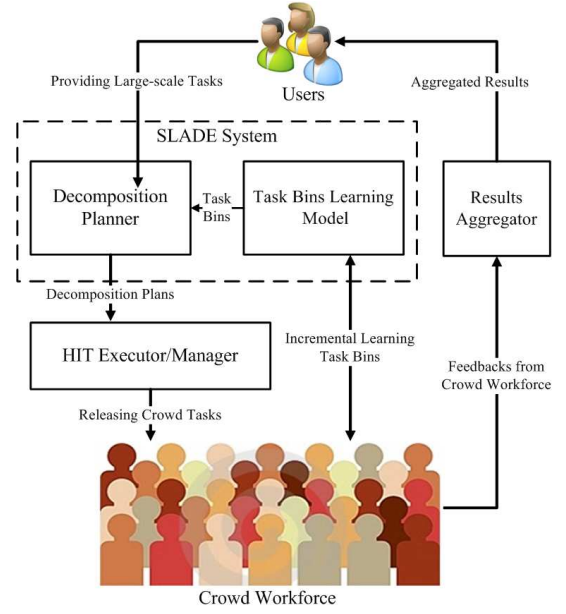 Users
Providing Large-scale Tasks
Aggregated Results
SLADE System
Decomposition
Planner
Task
Bins
Task Bins Learning
Model
Results
Aggregator
Decomposition Plans
HIT Executor/Manager
Incremental Learning
Task Bins
Feedbacks from
Crowd Workforce
Releasing Crowd Tasks
Crowd Workforce